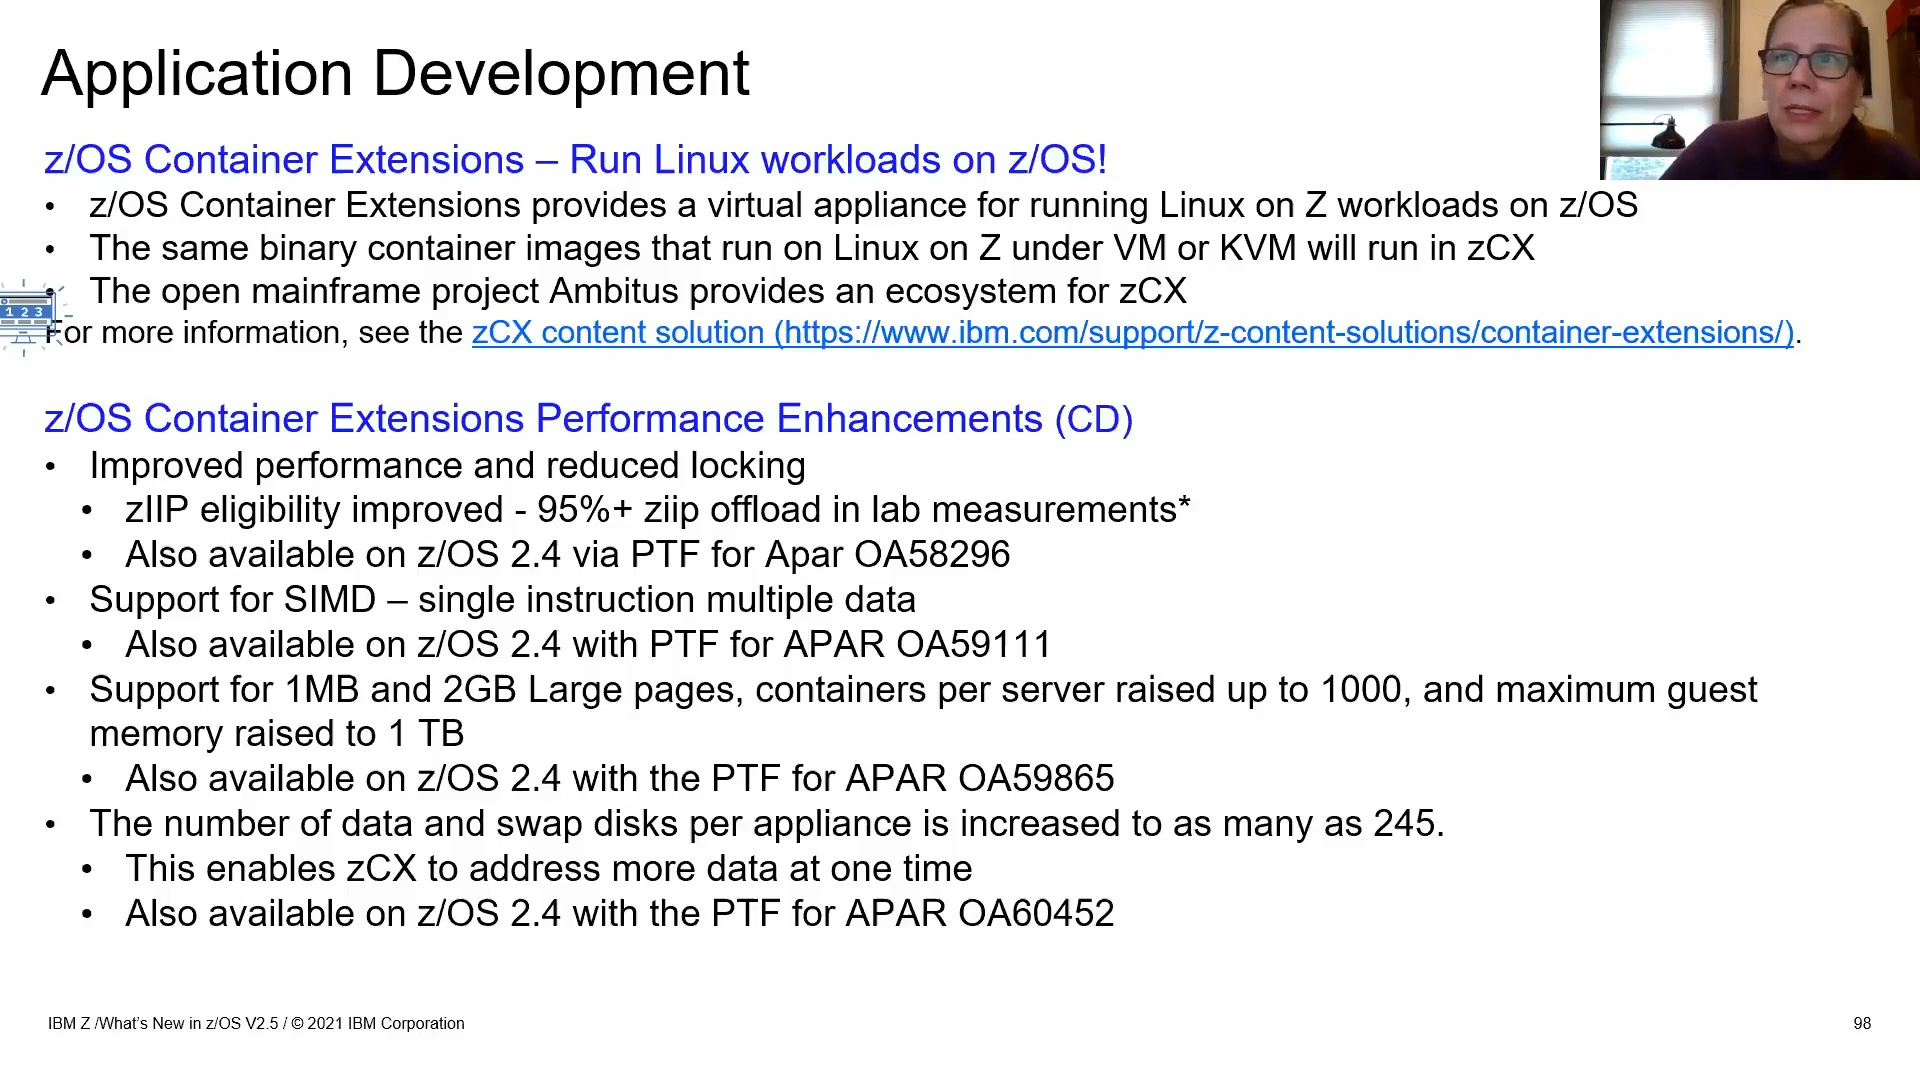 Application Development
z/OS Container Extensions – Run Linux workloads on z/OS!
• z/OS Container Extensions provides a virtual appliance for running Linux on Z workloads on z/OS
• The same binary container images that run on Linux on Z under VM or KVM will run in zCX
• The open mainframe project Ambitus provides an ecosystem for zCX
1 2 3
For more information, see the zCX content solution (https://www.ibm.com/support/z-content-solutions/container-extensions/).
z/OS Container Extensions Performance Enhancements (CD)
• Improved performance and reduced locking
• zIIP eligibility improved - 95%+ ziip offload in lab measurements*
• Also available on z/OS 2.4 via PTF for Apar OA58296
• Support for SIMD – single instruction multiple data
• Also available on z/OS 2.4 with PTF for APAR OA59111
• Support for 1MB and 2GB Large pages, containers per server raised up to 1000, and maximum guest
memory raised to 1 TB
• Also available on z/OS 2.4 with the PTF for APAR OA59865
• The number of data and swap disks per appliance is increased to as many as 245.
• This enables zCX to address more data at one time
• Also available on z/OS 2.4 with the PTF for APAR OA60452
IBM Z /What's New in z/OS V2.5 / © 2021 IBM Corporation
98